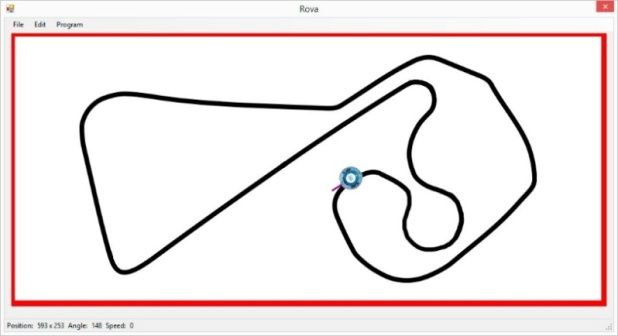 Rova
File Edit Program
Position: 593 x 253 Angle: 148 Speed: 0